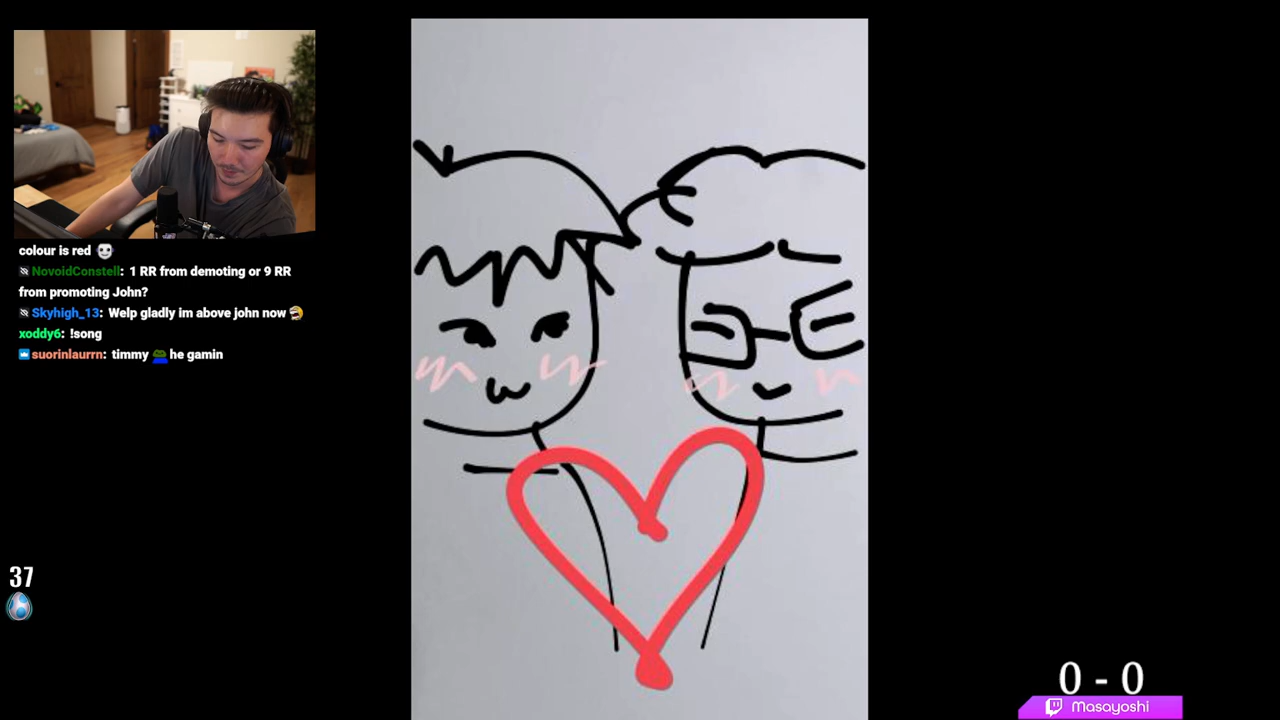 colour is red
NovoidConstell: 1 RR from demoting or 9 RR
from promoting John?
Skyhigh_13: Welp gladly im above john now
xoddy6: !song
suorinlaurrn: timmy he gamin
37
0 - 0
Masayoshi